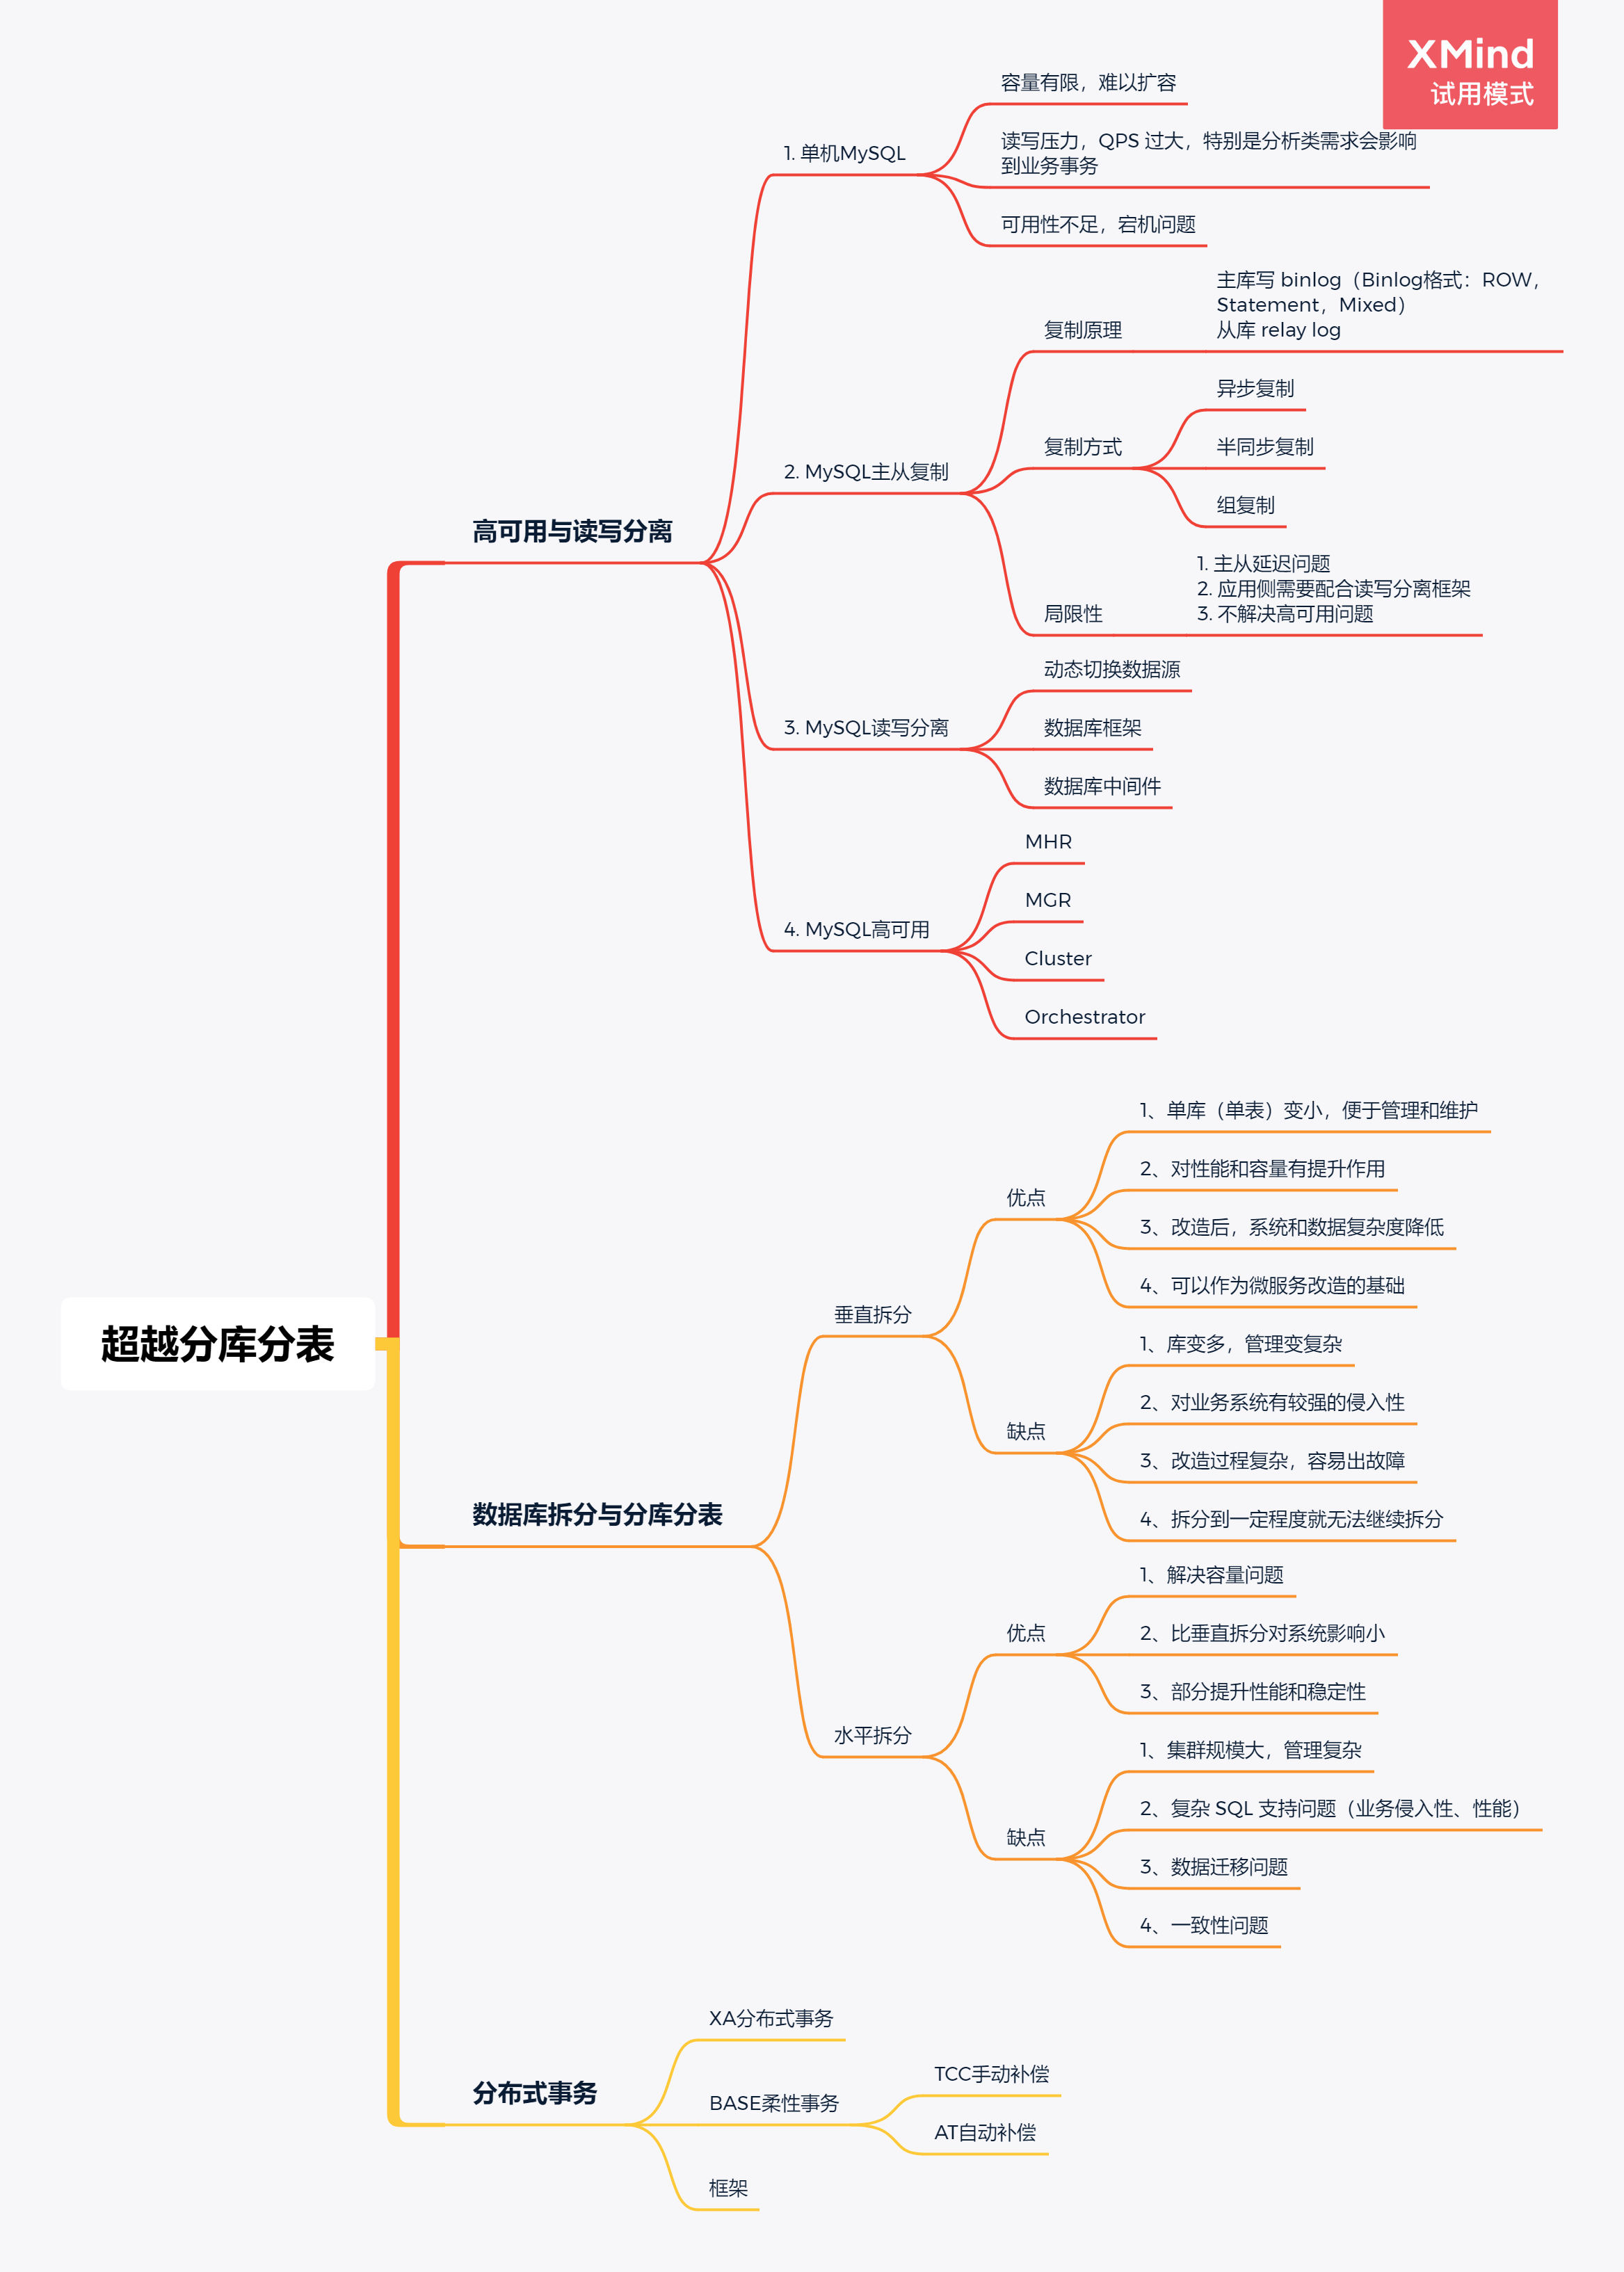 XMind
试用模式
超越分库分表
高可用与读写分离
1. 单机MySQL
容量有限，难以扩容
读写压力，QPS 过大，特别是分析类需求会影响
到业务事务
可用性不足，宕机问题
2. MySQL主从复制
复制原理
主库写 binlog（Binlog格式：ROW，
Statement，Mixed）
从库 relay log
复制方式
异步复制
半同步复制
组复制
局限性
1. 主从延迟问题
2. 应用侧需要配合读写分离框架
3. 不解决高可用问题
3. MySQL读写分离
动态切换数据源
数据库框架
数据库中间件
4. MySQL高可用
MHR
MGR
Cluster
Orchestrator
数据库拆分与分库分表
垂直拆分
优点
1、单库（单表）变小，便于管理和维护
2、对性能和容量有提升作用
3、改造后，系统和数据复杂度降低
4、可以作为微服务改造的基础
缺点
1、库变多，管理变复杂
2、对业务系统有较强的侵入性
3、改造过程复杂，容易出故障
4、拆分到一定程度就无法继续拆分
水平拆分
优点
1、解决容量问题
2、比垂直拆分对系统影响小
3、部分提升性能和稳定性
缺点
1、集群规模大，管理复杂
2、复杂 SQL 支持问题（业务侵入性、性能）
3、数据迁移问题
4、一致性问题
分布式事务
XA分布式事务
BASE柔性事务
TCC手动补偿
AT自动补偿
框架